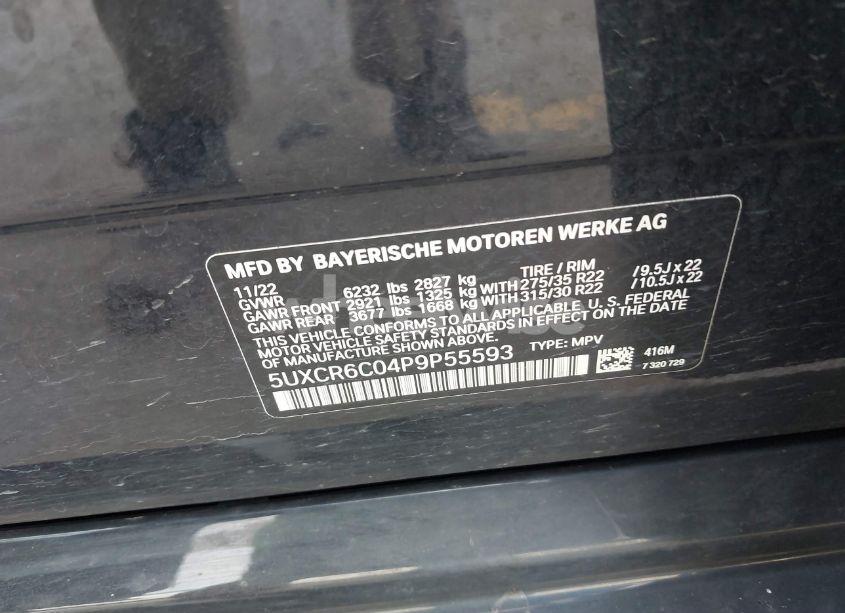 MFD BY BAYERISCHE MOTOREN WERKE AG
11/22 TIRE / RIM
GVWR 6232 lbs 2827 kg
GAWR FRONT 2921 lbs 1325 kg WITH 275/35 R22 / 9.5J x 22
GAWR REAR 3677 lbs 1668 kg WITH 315/30 R22 / 10.5J x 22
THIS VEHICLE CONFORMS TO ALL APPLICABLE U. S. FEDERAL
MOTOR VEHICLE SAFETY STANDARDS IN EFFECT ON THE DATE
OF MANUFACTURE SHOWN ABOVE.
5UXCR6C04P9P55593 TYPE: MPV 416M
7 320 729